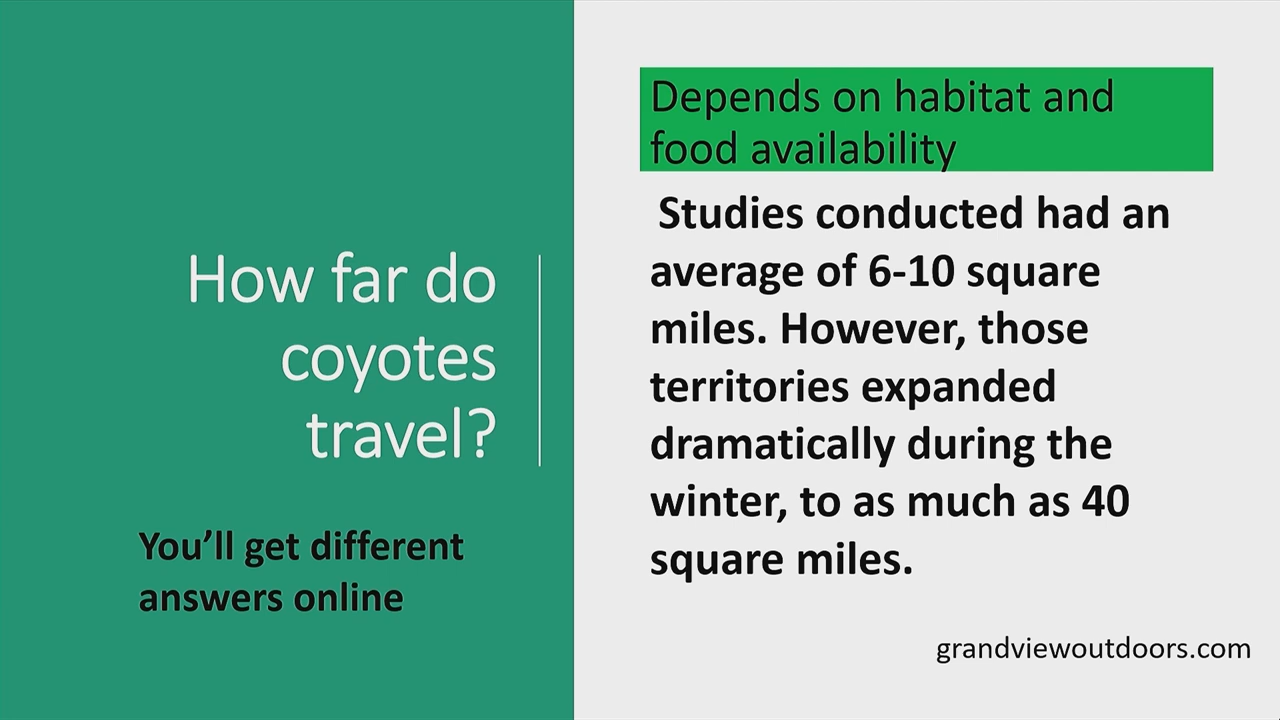 How far do
coyotes
travel?
You’ll get different
answers online
Depends on habitat and
food availability
Studies conducted had an
average of 6-10 square
miles. However, those
territories expanded
dramatically during the
winter, to as much as 40
square miles.
grandviewoutdoors.com